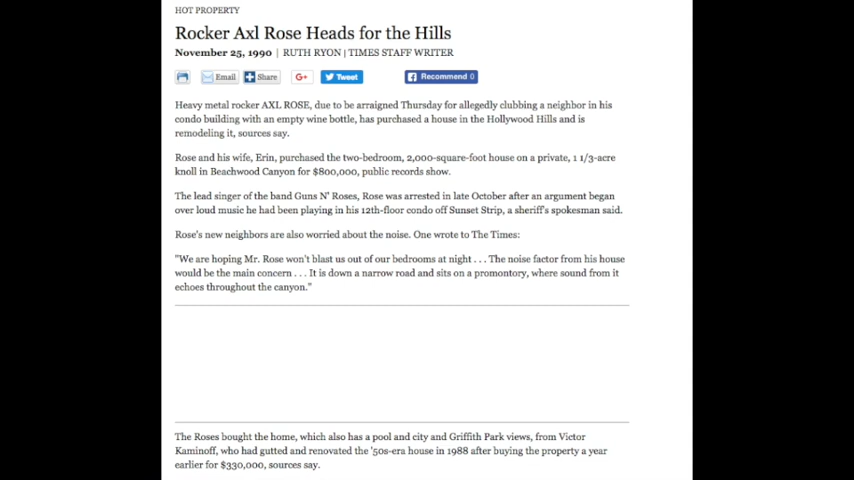 HOT PROPERTY
Rocker Axl Rose Heads for the Hills
November 25, 1990 | RUTH RYON | TIMES STAFF WRITER
Email Share G+ Tweet Recommend 0
Heavy metal rocker AXL ROSE, due to be arraigned Thursday for allegedly clubbing a neighbor in his
condo building with an empty wine bottle, has purchased a house in the Hollywood Hills and is
remodeling it, sources say.
Rose and his wife, Erin, purchased the two-bedroom, 2,000-square-foot house on a private, 1 1/3-acre
knoll in Beachwood Canyon for $800,000, public records show.
The lead singer of the band Guns N' Roses, Rose was arrested in late October after an argument began
over loud music he had been playing in his 12th-floor condo off Sunset Strip, a sheriff's spokesman said.
Rose's new neighbors are also worried about the noise. One wrote to The Times:
"We are hoping Mr. Rose won't blast us out of our bedrooms at night . . . The noise factor from his house
would be the main concern . . . It is down a narrow road and sits on a promontory, where sound from it
echoes throughout the canyon."
The Roses bought the home, which also has a pool and city and Griffith Park views, from Victor
Kaminoff, who had gutted and renovated the '50s-era house in 1988 after buying the property a year
earlier for $330,000, sources say.